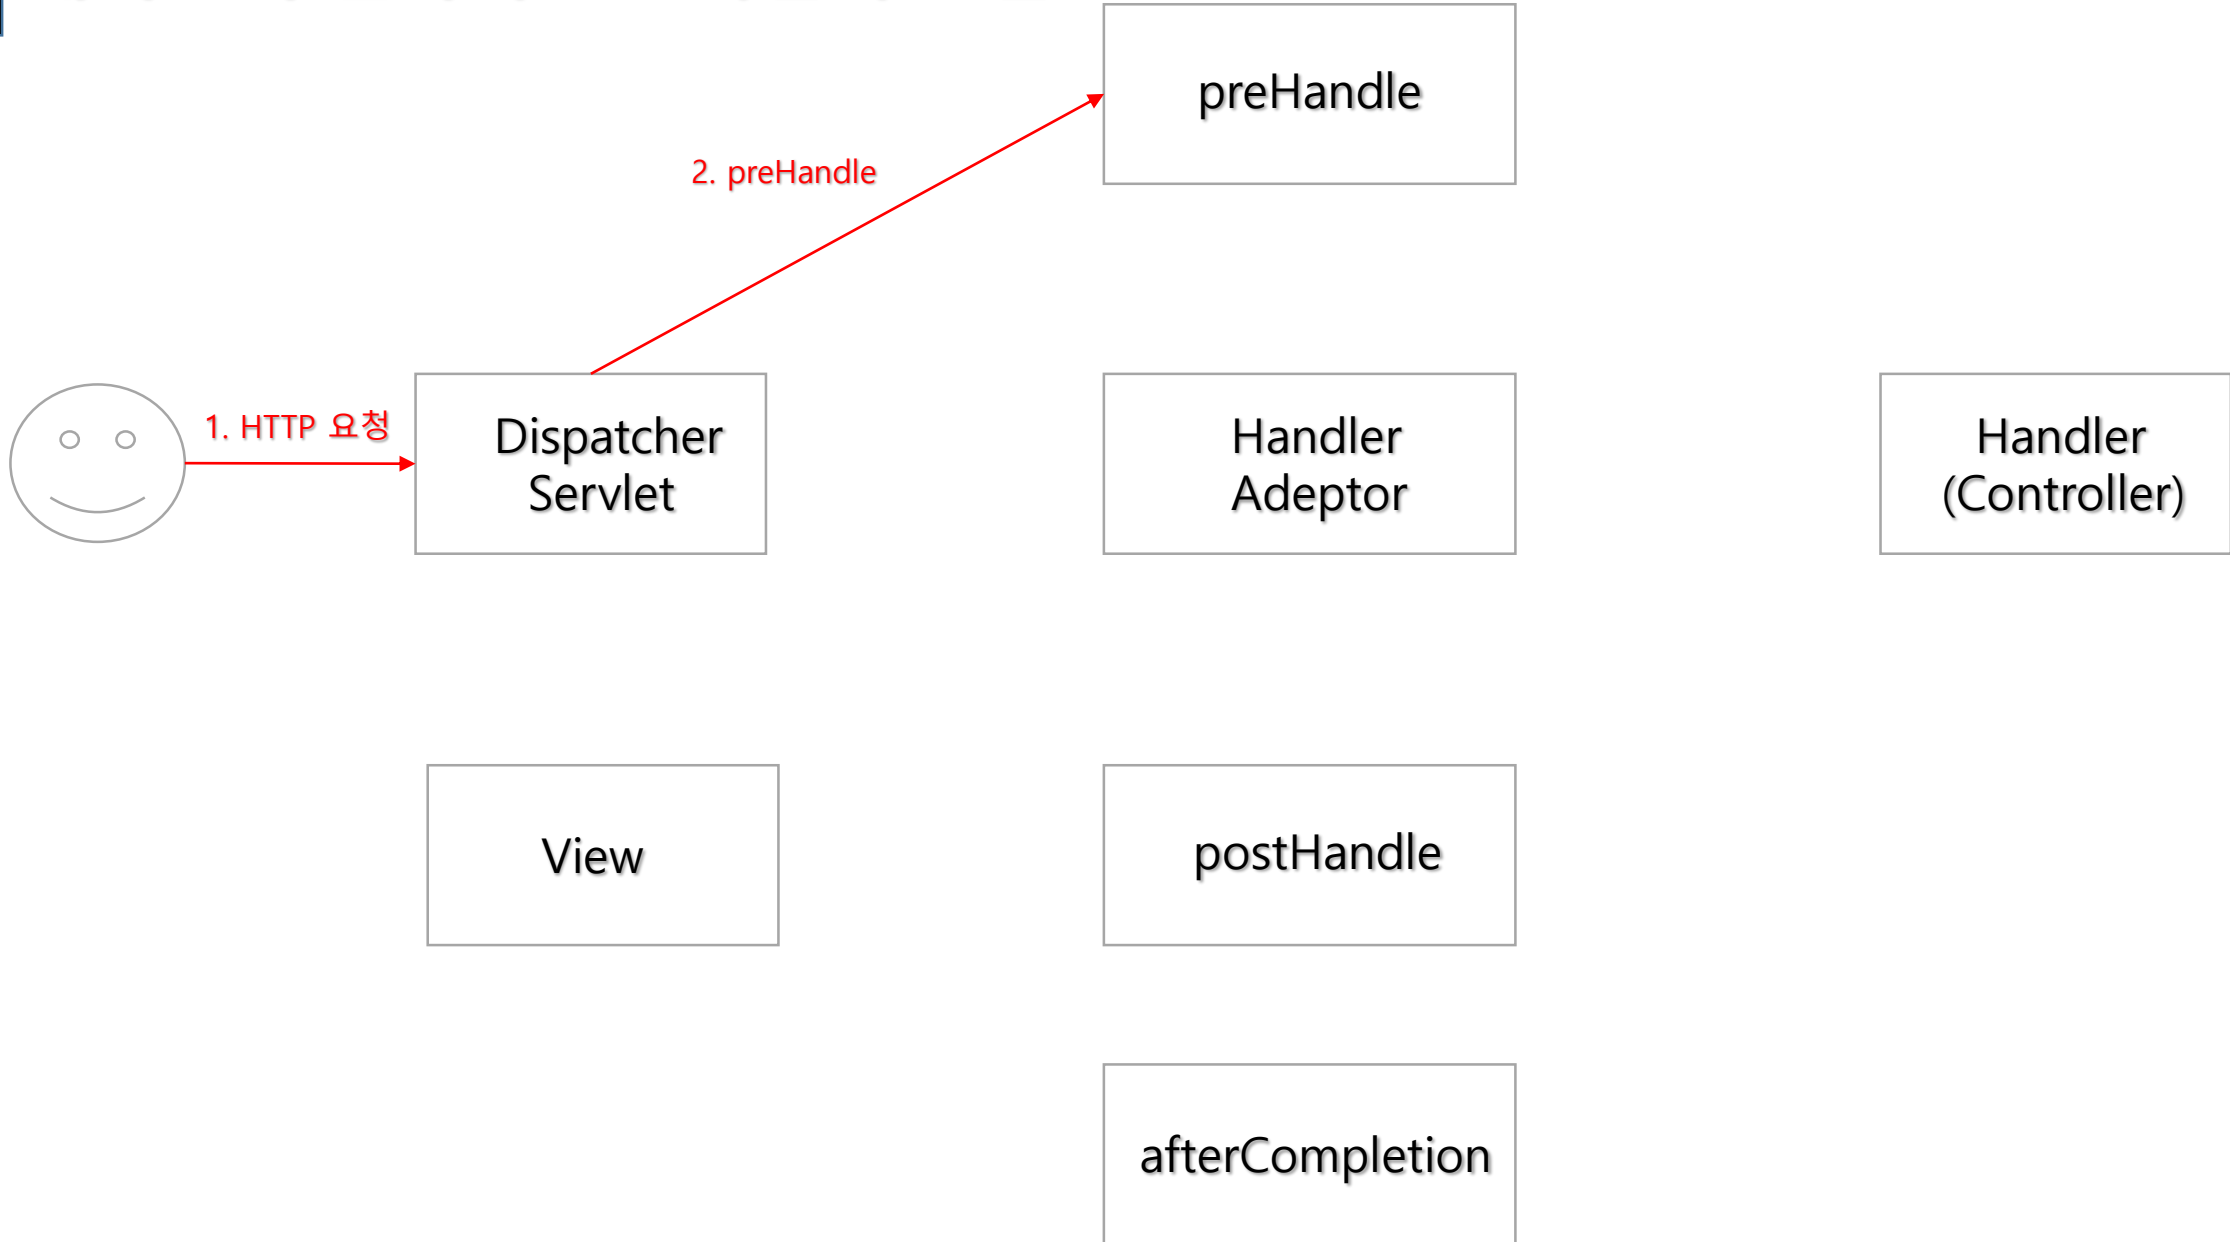 preHandle
2. preHandle
1. HTTP 요청
Dispatcher
Servlet
Handler
Adeptor
Handler
(Controller)
View
postHandle
afterCompletion